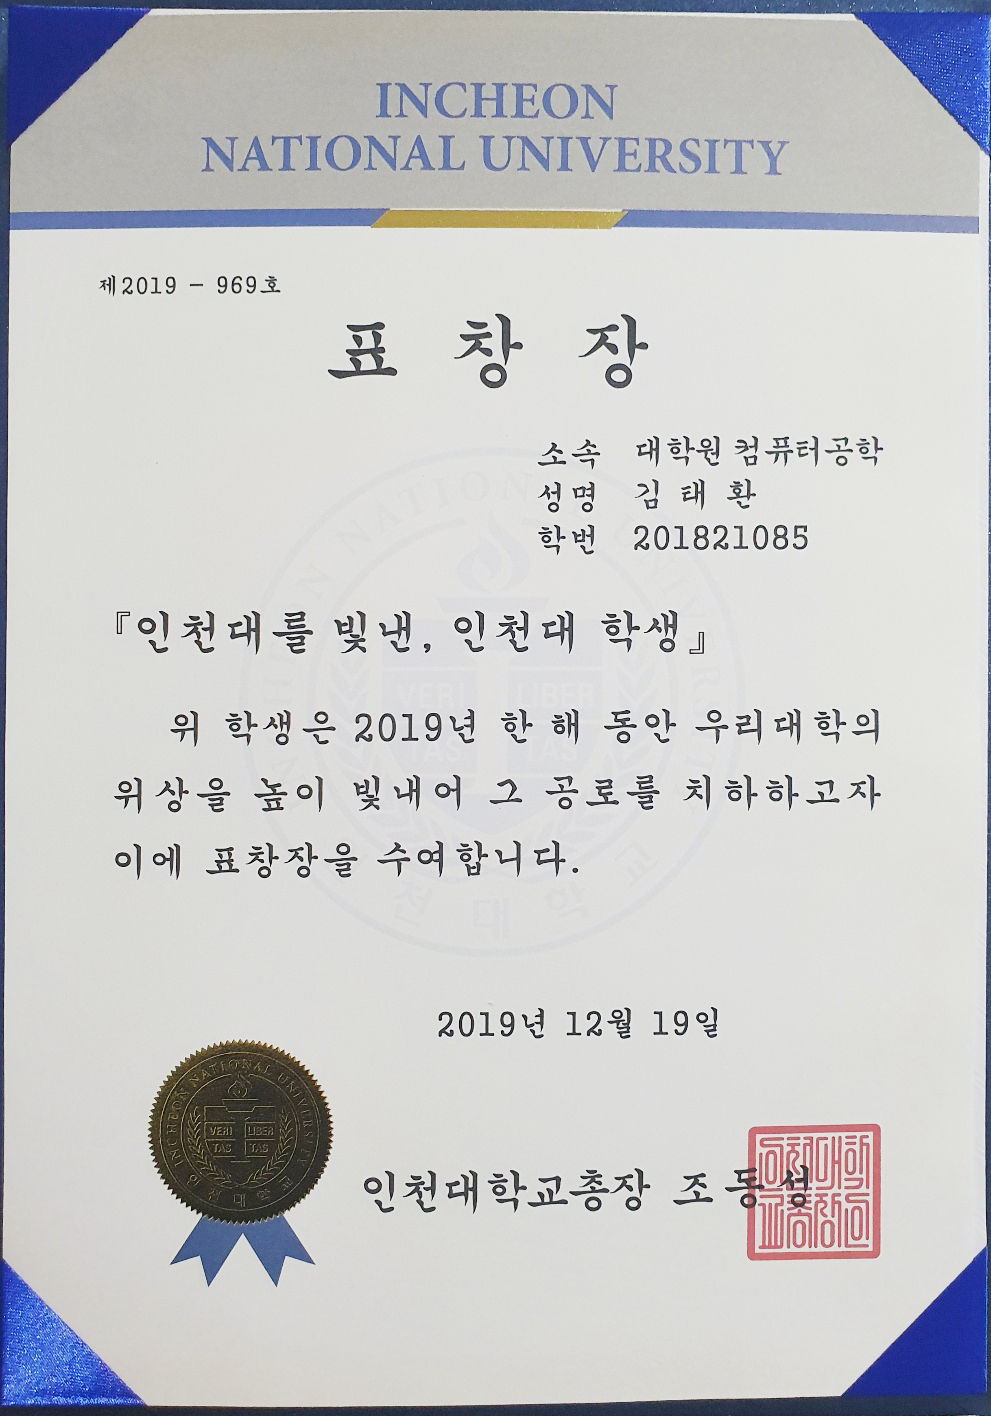 INCHEON
NATIONAL UNIVERSITY
제2019 - 969호
표 창 장
소속 대학원 컴퓨터공학
성명 김 태 환
학번 201821085
『인천대를 빛낸, 인천대 학생』
위 학생은 2019년 한 해 동안 우리대학의
위상을 높이 빛내어 그 공로를 치하하고자
이에 표창장을 수여합니다.
2019년 12월 19일
INCHEON NATIONAL UNIVERSITY
VERI LIBER
TAS TAS
인천대학교
인천대학교총장 조동성
인천대학
교총장인